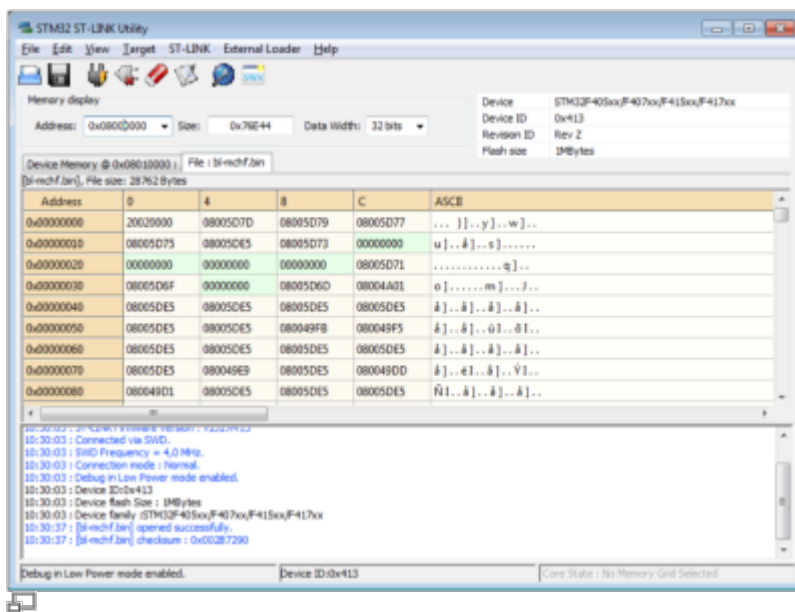 STM32 ST-LINK Utility
File Edit View Target ST-LINK External Loader Help
Memory display
Address: 0x08000000 Size: 0x76E44 Data Width: 32 bits
Device STM32F405xx/F407xx/F415xx/F417xx
Device ID 0x413
Revision ID Rev Z
Flash size 1MBytes
Device Memory @ 0x08010000 : File : bl-mchf.bin
[bl-mchf.bin], File size: 28762 Bytes
Address 0 4 8 C ASCII
0x00000000 20020000 08005D7D 08005D79 08005D77 ... }]..y]..w]..
0x00000010 08005D75 08005DE5 08005D73 00000000 u]..å]..s]......
0x00000020 00000000 00000000 00000000 08005D71 ............q]..
0x00000030 08005D6F 00000000 08005D6D 08004A01 o]......m]...J..
0x00000040 08005DE5 08005DE5 08005DE5 08005DE5 å]..å]..å]..å]..
0x00000050 08005DE5 08005DE5 080049FB 080049F5 å]..å]..ûI..õI..
0x00000060 08005DE5 08005DE5 08005DE5 08005DE5 å]..å]..å]..å]..
0x00000070 08005DE5 080049E9 08005DE5 080049DD å]..éI..å]..ÝI..
0x00000080 080049D1 08005DE5 08005DE5 08005DE5 ÑI..å]..å]..å]..
10:30:03 : Connected via SWD.
10:30:03 : SWD Frequency = 4,0 MHz.
10:30:03 : Connection mode : Normal.
10:30:03 : Debug in Low Power mode enabled.
10:30:03 : Device ID:0x413
10:30:03 : Device flash Size : 1MBytes
10:30:03 : Device family :STM32F405xx/F407xx/F415xx/F417xx
10:30:37 : [bl-mchf.bin] opened successfully.
10:30:37 : [bl-mchf.bin] checksum : 0x002B7290
Debug in Low Power mode enabled. Device ID:0x413 Core State : No Memory Grid Selected